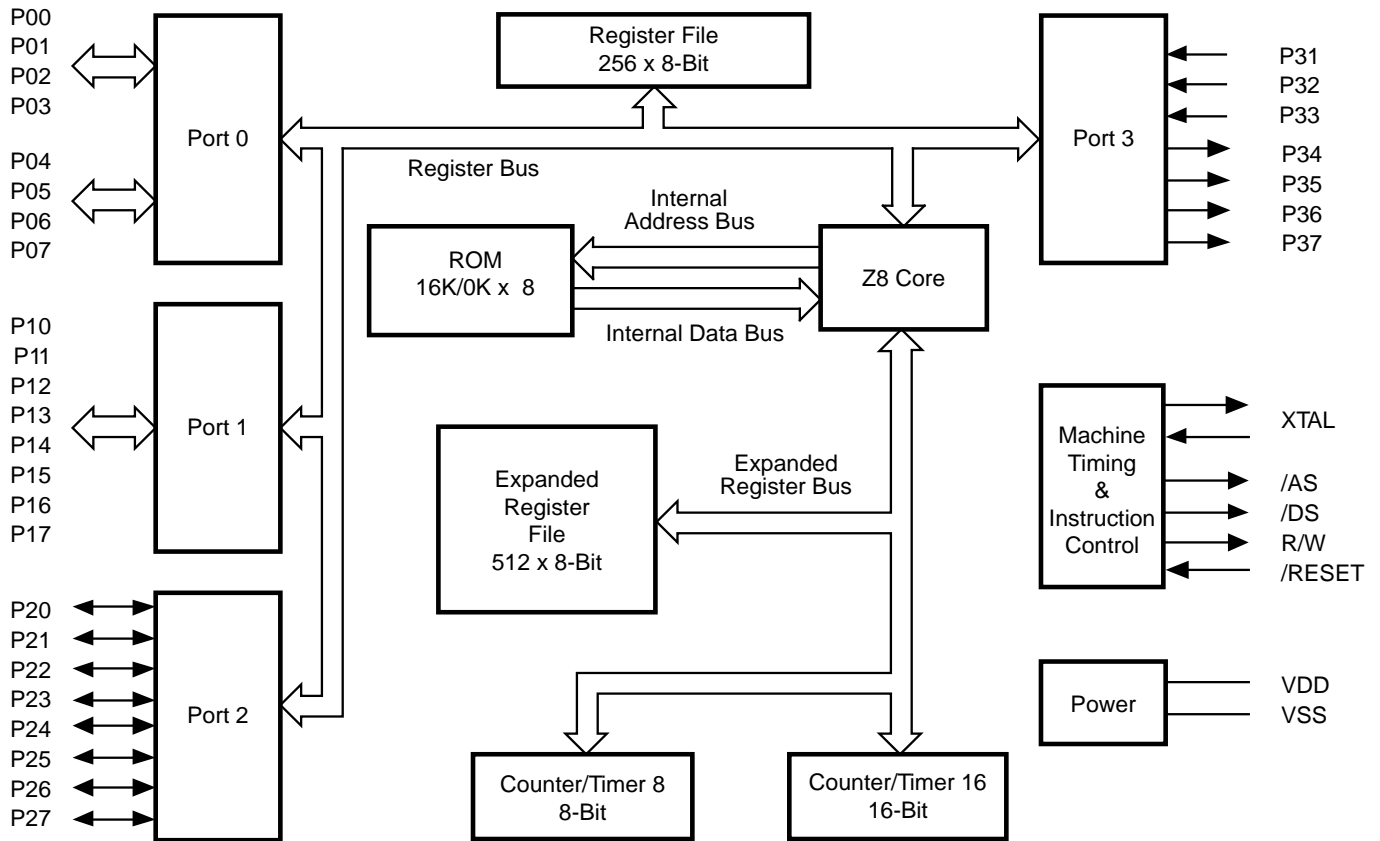 P00
P01
P02
P03
P04
P05
P06
P07
Port 0
Register File
256 x 8-Bit
Register Bus
Port 3
P31
P32
P33
P34
P35
P36
P37
Internal
Address Bus
ROM
16K/0K x 8
Z8 Core
Internal Data Bus
P10
P11
P12
P13
P14
P15
P16
P17
Port 1
Expanded
Register
File
512 x 8-Bit
Expanded
Register Bus
Machine
Timing
&
Instruction
Control
XTAL
/AS
/DS
R/W
/RESET
P20
P21
P22
P23
P24
P25
P26
P27
Port 2
Counter/Timer 8
8-Bit
Counter/Timer 16
16-Bit
Power
VDD
VSS